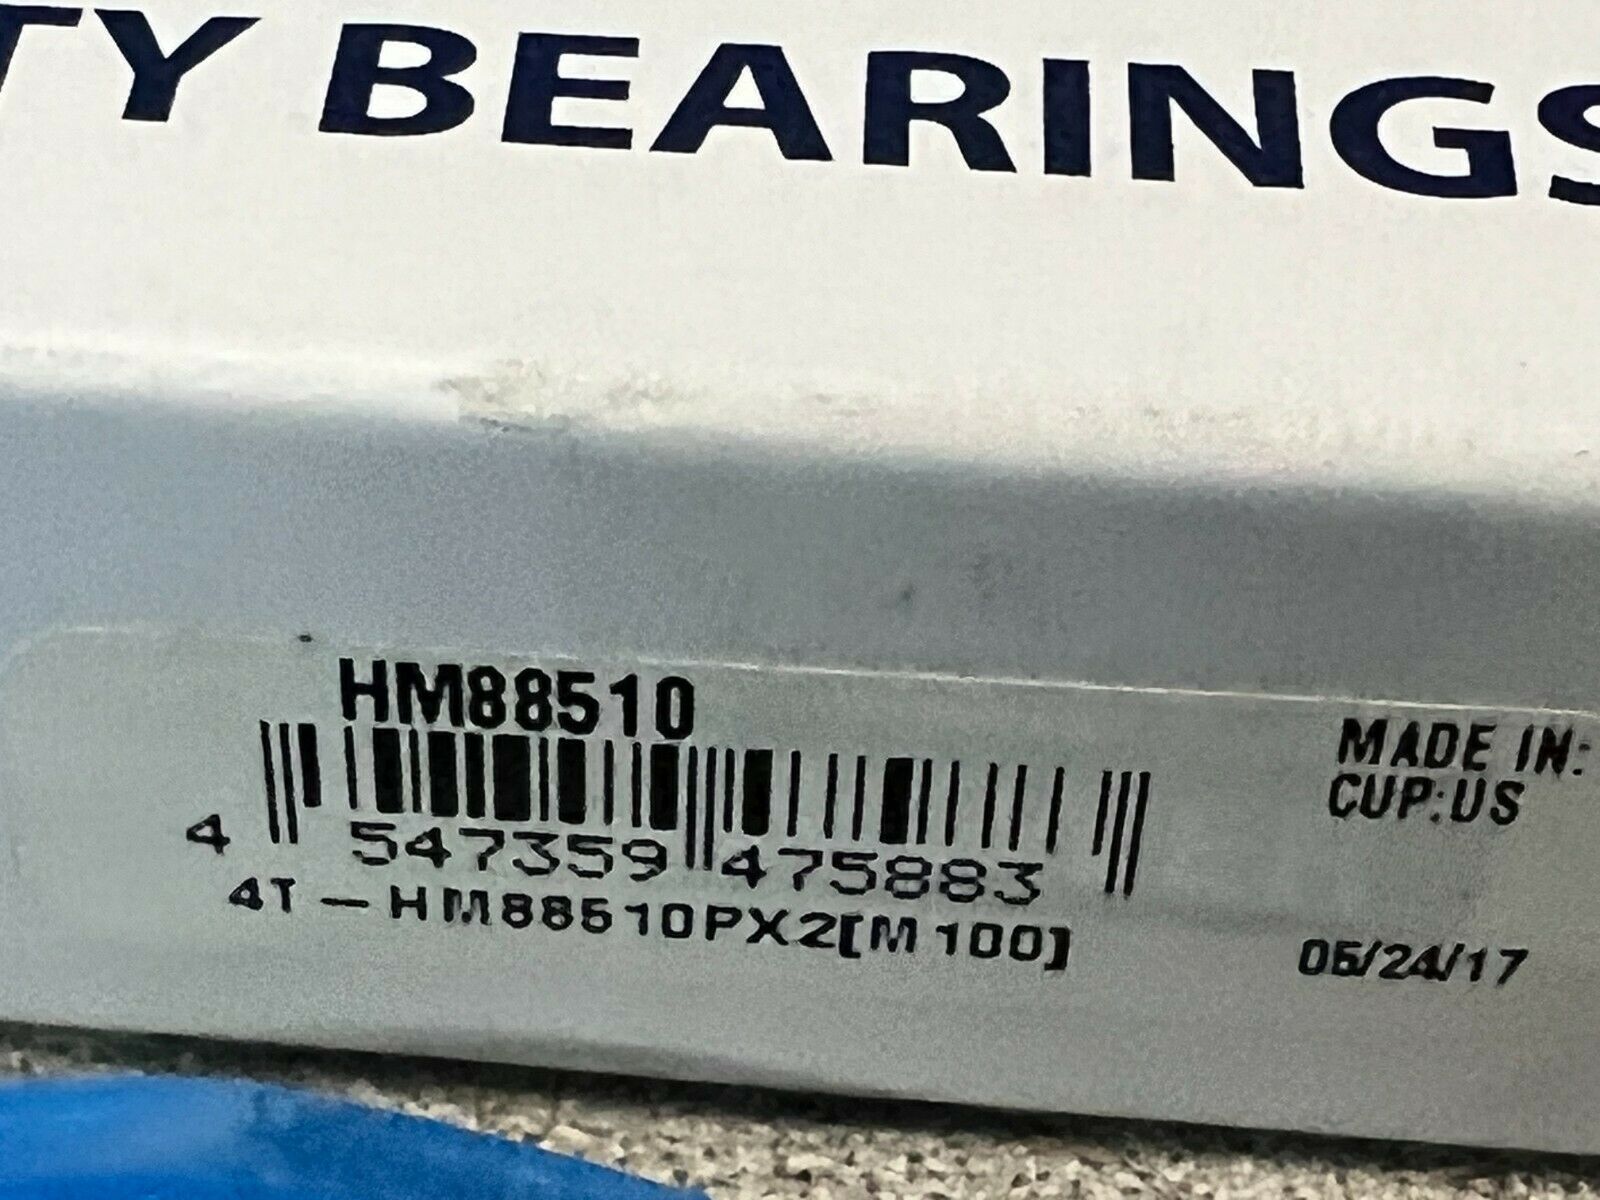 TY BEARINGS
HM88510
MADE IN:
CUP:US
4 547359 475883
4T-HM88510PX2[M100]
05/24/17